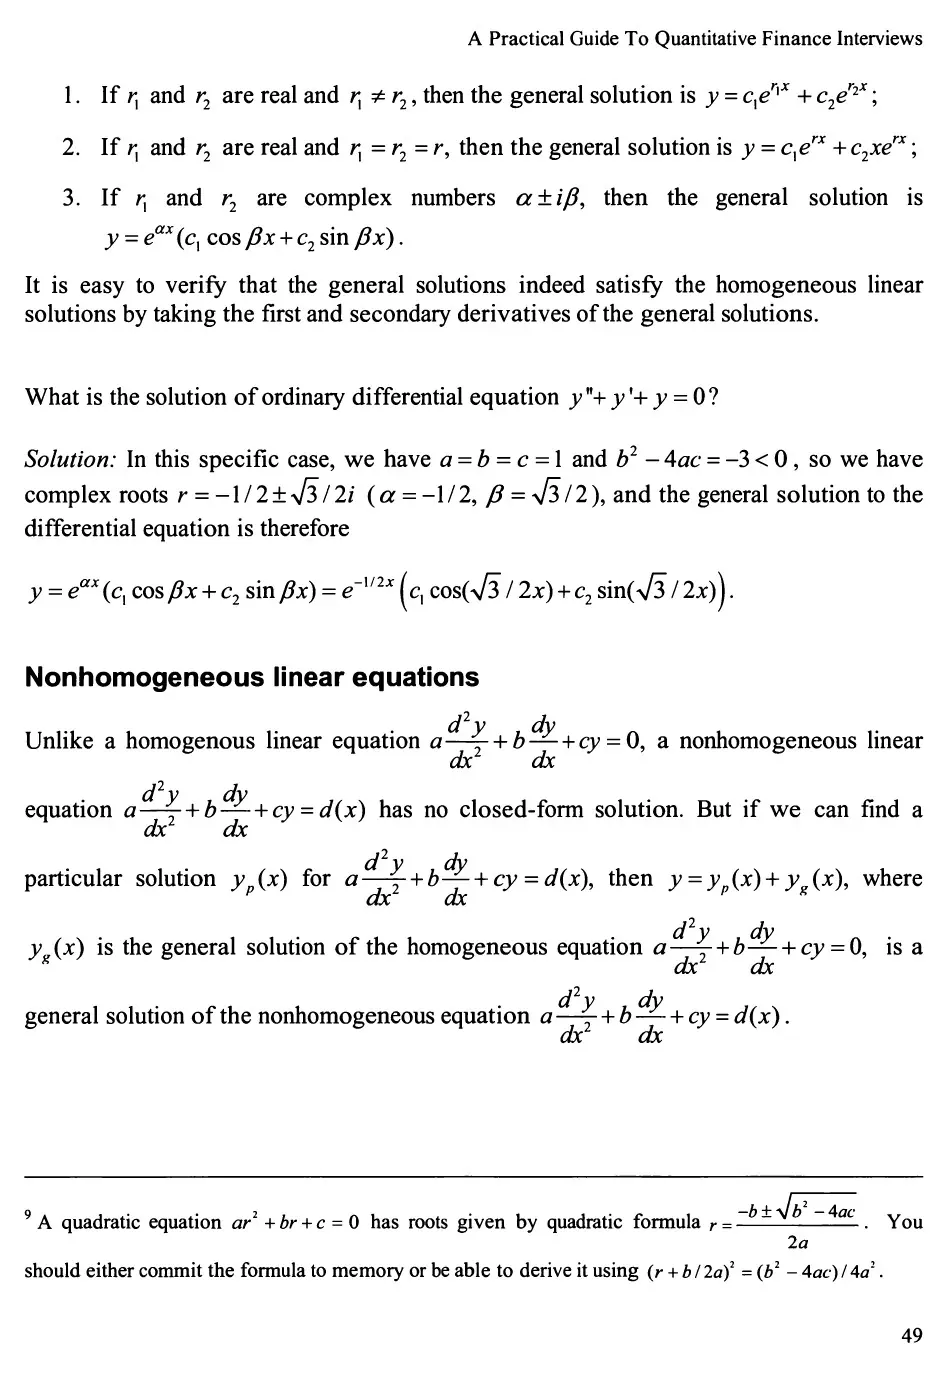 A Practical Guide To Quantitative Finance Interviews
1. If r₁ and r₂ are real and r₁ ≠ r₂, then the general solution is y = c₁e^{r₁x} + c₂e^{r₂x};
2. If r₁ and r₂ are real and r₁ = r₂ = r, then the general solution is y = c₁e^{rx} + c₂xe^{rx};
3. If r₁ and r₂ are complex numbers α ± iβ, then the general solution is
y = e^{αx}(c₁ cos βx + c₂ sin βx).
It is easy to verify that the general solutions indeed satisfy the homogeneous linear
solutions by taking the first and secondary derivatives of the general solutions.
What is the solution of ordinary differential equation y"+ y'+ y = 0?
Solution: In this specific case, we have a = b = c = 1 and b² − 4ac = −3 < 0, so we have
complex roots r = −1/2 ± √3/2i (α = −1/2, β = √3/2), and the general solution to the
differential equation is therefore
y = e^{αx}(c₁ cos βx + c₂ sin βx) = e^{−1/2x}(c₁ cos(√3/2x) + c₂ sin(√3/2x)).
Nonhomogeneous linear equations
Unlike a homogenous linear equation a d²y/dx² + b dy/dx + cy = 0, a nonhomogeneous linear
equation a d²y/dx² + b dy/dx + cy = d(x) has no closed-form solution. But if we can find a
particular solution y_p(x) for a d²y/dx² + b dy/dx + cy = d(x), then y = y_p(x) + y_g(x), where
y_g(x) is the general solution of the homogeneous equation a d²y/dx² + b dy/dx + cy = 0, is a
general solution of the nonhomogeneous equation a d²y/dx² + b dy/dx + cy = d(x).
⁹ A quadratic equation ar² + br + c = 0 has roots given by quadratic formula r = (−b ± √(b² − 4ac))/2a. You
should either commit the formula to memory or be able to derive it using (r + b/2a)² = (b² − 4ac)/4a².
49